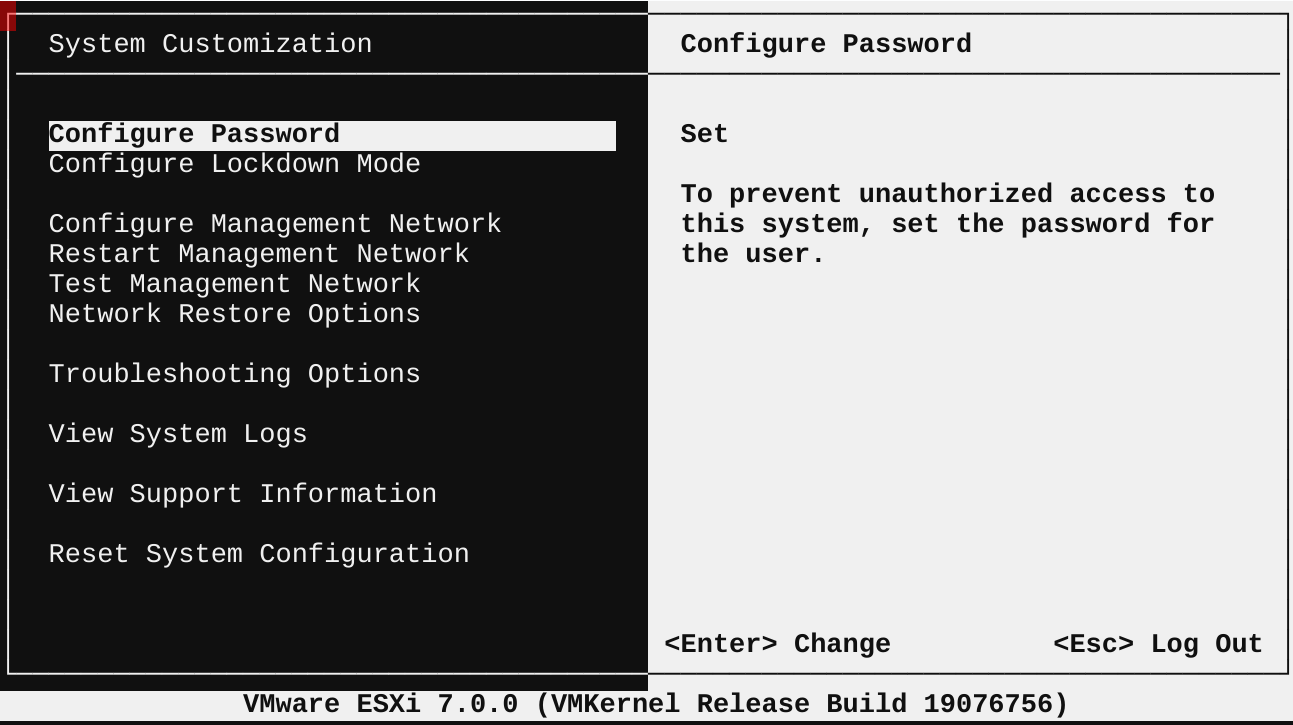 System Customization
Configure Password
Configure Password
Configure Lockdown Mode
Configure Management Network
Restart Management Network
Test Management Network
Network Restore Options
Troubleshooting Options
View System Logs
View Support Information
Reset System Configuration
Set
To prevent unauthorized access to
this system, set the password for
the user.
<Enter> Change
<Esc> Log Out
VMware ESXi 7.0.0 (VMKernel Release Build 19076756)